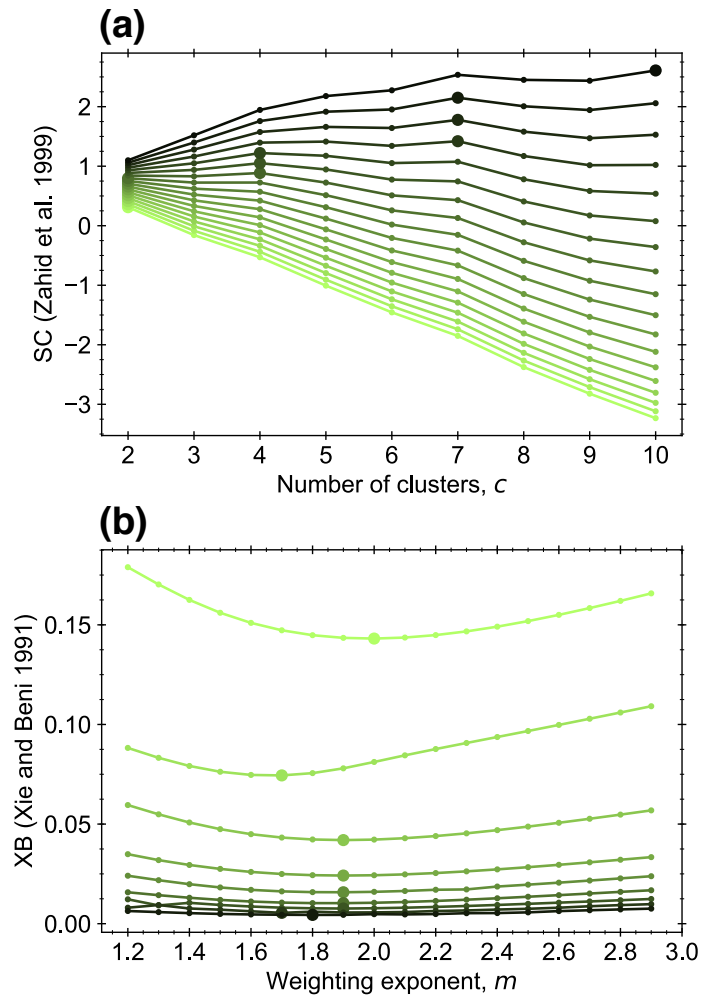 (a)
SC (Zahid et al. 1999)
2
1
0
−1
−2
−3
2 3 4 5 6 7 8 9 10
Number of clusters, c
(b)
XB (Xie and Beni 1991)
0.15
0.10
0.05
0.00
1.2 1.4 1.6 1.8 2.0 2.2 2.4 2.6 2.8 3.0
Weighting exponent, m